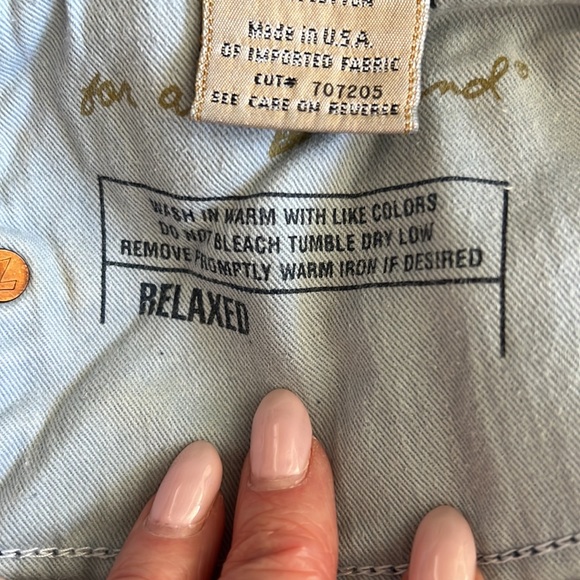 Made in U.S.A.
OF IMPORTED FABRIC
CUT# 707205
SEE CARE ON REVERSE
for a
WASH IN WARM WITH LIKE COLORS
DO NOT BLEACH TUMBLE DRY LOW
REMOVE PROMPTLY WARM IRON IF DESIRED
RELAXED